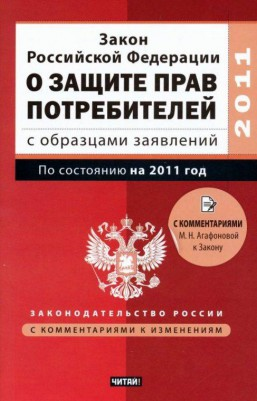 Закон
Российской Федерации
О ЗАЩИТЕ ПРАВ
ПОТРЕБИТЕЛЕЙ
с образцами заявлений
2011
По состоянию на 2011 год
С КОММЕНТАРИЯМИ
М. Н. Агафоновой
к Закону
ЗАКОНОДАТЕЛЬСТВО РОССИИ
С КОММЕНТАРИЯМИ К ИЗМЕНЕНИЯМ
ЧИТАЙ!